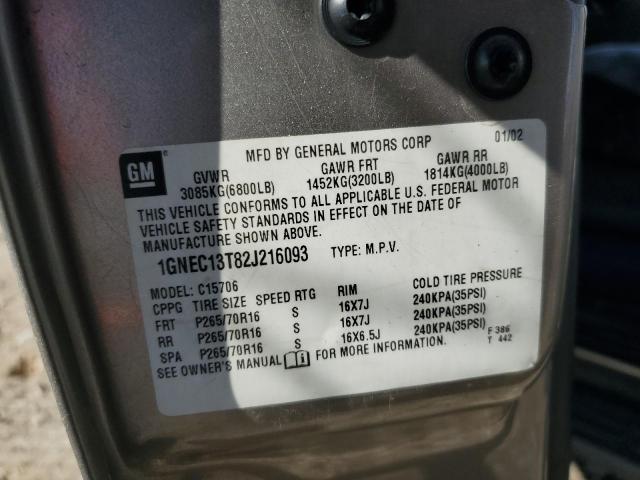 MFD BY GENERAL MOTORS CORP 01/02
GM
GVWR GAWR FRT GAWR RR
3085KG(6800LB) 1452KG(3200LB) 1814KG(4000LB)
THIS VEHICLE CONFORMS TO ALL APPLICABLE U.S. FEDERAL MOTOR
VEHICLE SAFETY STANDARDS IN EFFECT ON THE DATE OF
MANUFACTURE SHOWN ABOVE.
1GNEC13T82J216093 TYPE: M.P.V.
MODEL: C15706
CPPG TIRE SIZE SPEED RTG RIM COLD TIRE PRESSURE
FRT P265/70R16 S 16X7J 240KPA(35PSI)
RR P265/70R16 S 16X7J 240KPA(35PSI)
SPA P265/70R16 S 16X6.5J 240KPA(35PSI)
SEE OWNER'S MANUAL FOR MORE INFORMATION.
F 386
T 442